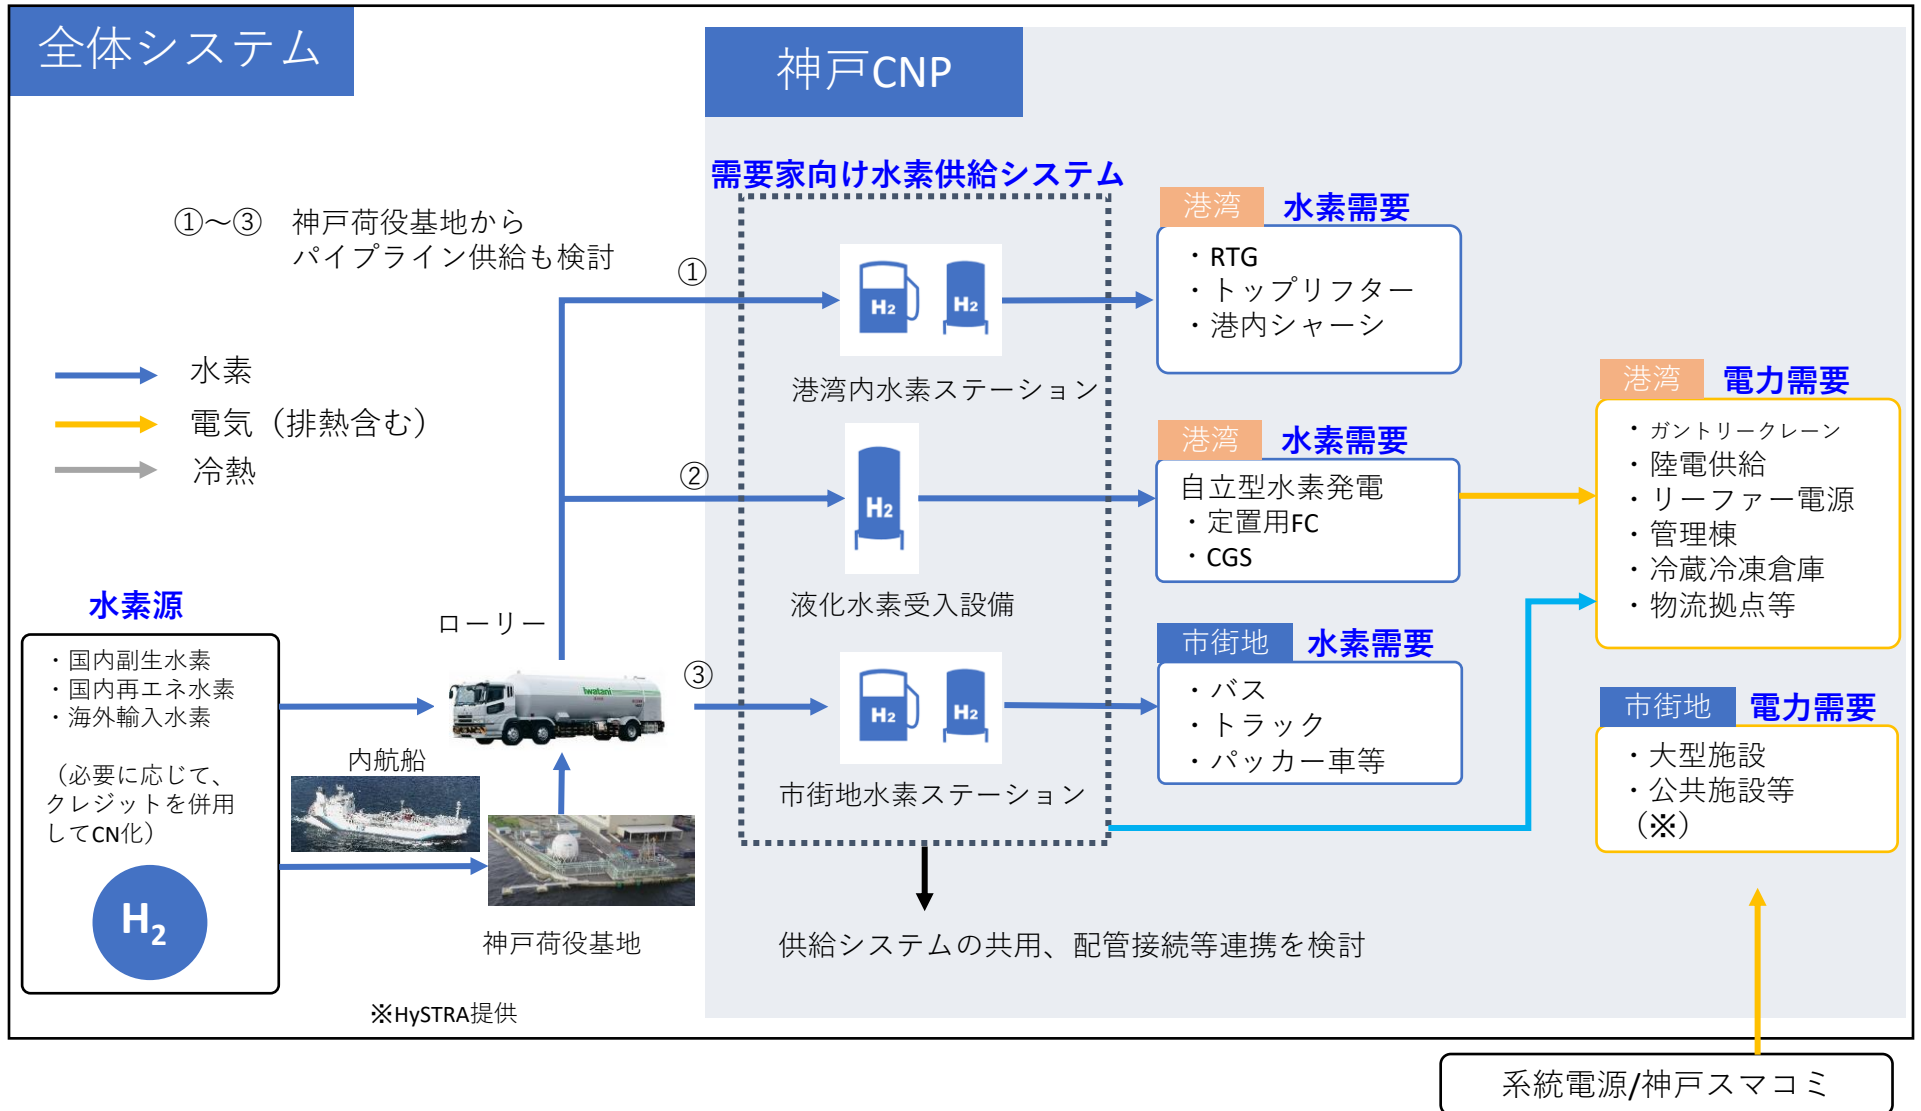 全体システム
神戸CNP
①～③　神戸荷役基地から
パイプライン供給も検討
水素
電気（排熱含む）
冷熱
水素源
・国内副生水素
・国内再エネ水素
・海外輸入水素
（必要に応じて、
クレジットを併用
してCN化）
H2
ローリー
iwatani
内航船
神戸荷役基地
※HySTRA提供
需要家向け水素供給システム
①
H2
H2
港湾内水素ステーション
②
H2
液化水素受入設備
③
H2
H2
市街地水素ステーション
供給システムの共用、配管接続等連携を検討
港湾
水素需要
・RTG
・トップリフター
・港内シャーシ
港湾
水素需要
自立型水素発電
・定置用FC
・CGS
市街地
水素需要
・バス
・トラック
・パッカー車等
港湾
電力需要
・ガントリークレーン
・陸電供給
・リーファー電源
・管理棟
・冷蔵冷凍倉庫
・物流拠点等
市街地
電力需要
・大型施設
・公共施設等
（※）
系統電源/神戸スマコミ